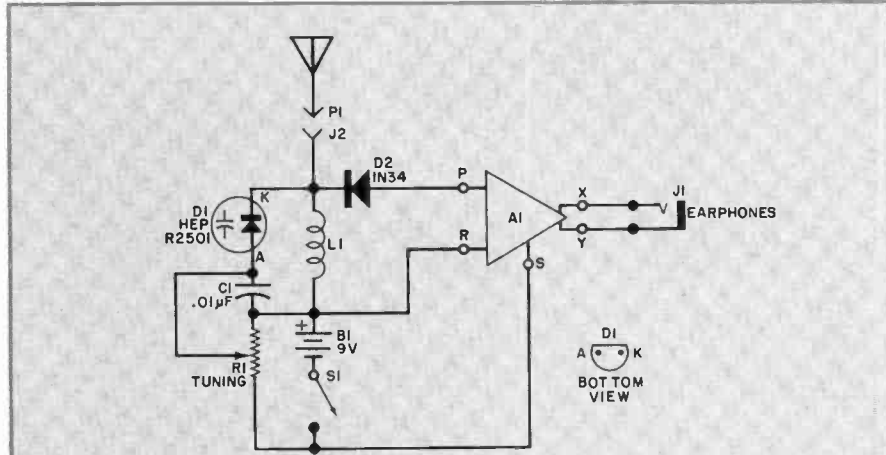 P1
J2
D2
1N34
P
A1
X
J1
EARPHONES
Y
R
S
K
D1
HEP
R2501
A
L1
C1
.01µF
+
B1
9V
S1
R1
TUNING
D1
A K
BOTTOM
VIEW